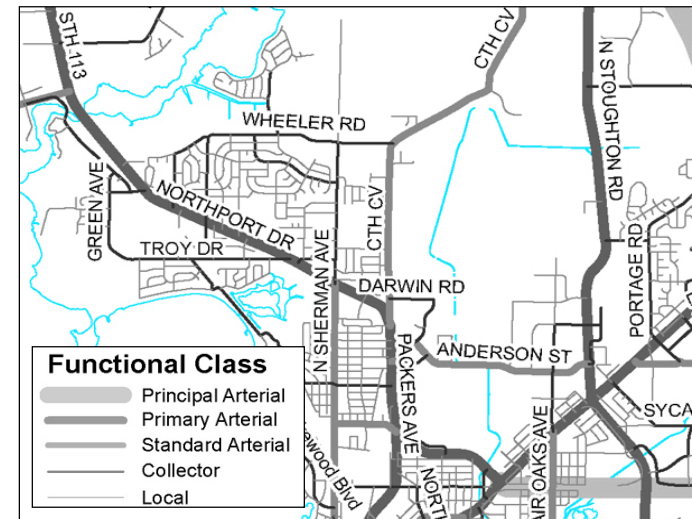 STH 113
CTH CV
N STOUGHTON RD
WHEELER RD
GREEN AVE
NORTHPORT DR
CTH CV
TROY DR
N SHERMAN AVE
PORTAGE RD
DARWIN RD
PACKERS AVE
ANDERSON ST
SYCA
AIR OAKS AVE
ewood Blvd
NORTH
Functional Class
Principal Arterial
Primary Arterial
Standard Arterial
Collector
Local